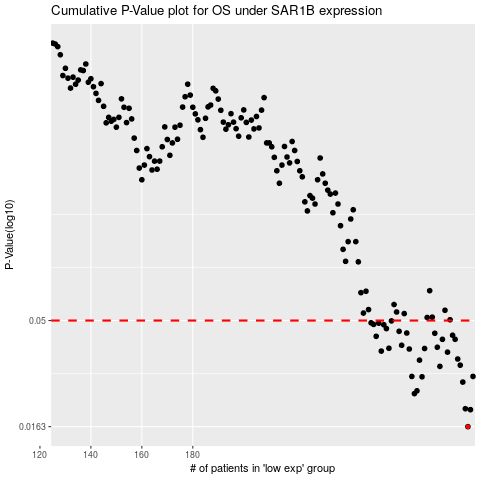 Cumulative P-Value plot for OS under SAR1B expression
P-Value(log10)
0.05
0.0163
120 140 160 180
# of patients in 'low exp' group